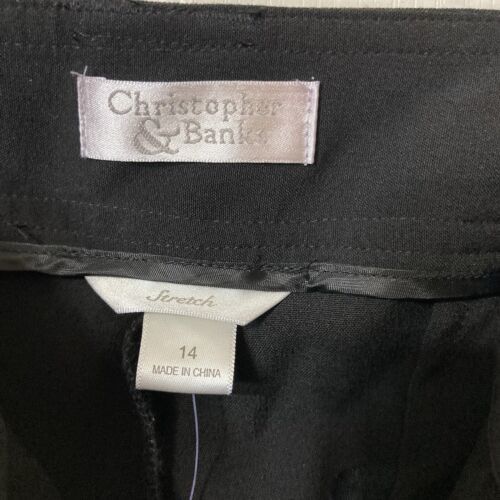 Christopher
& Banks
Stretch
14
MADE IN CHINA